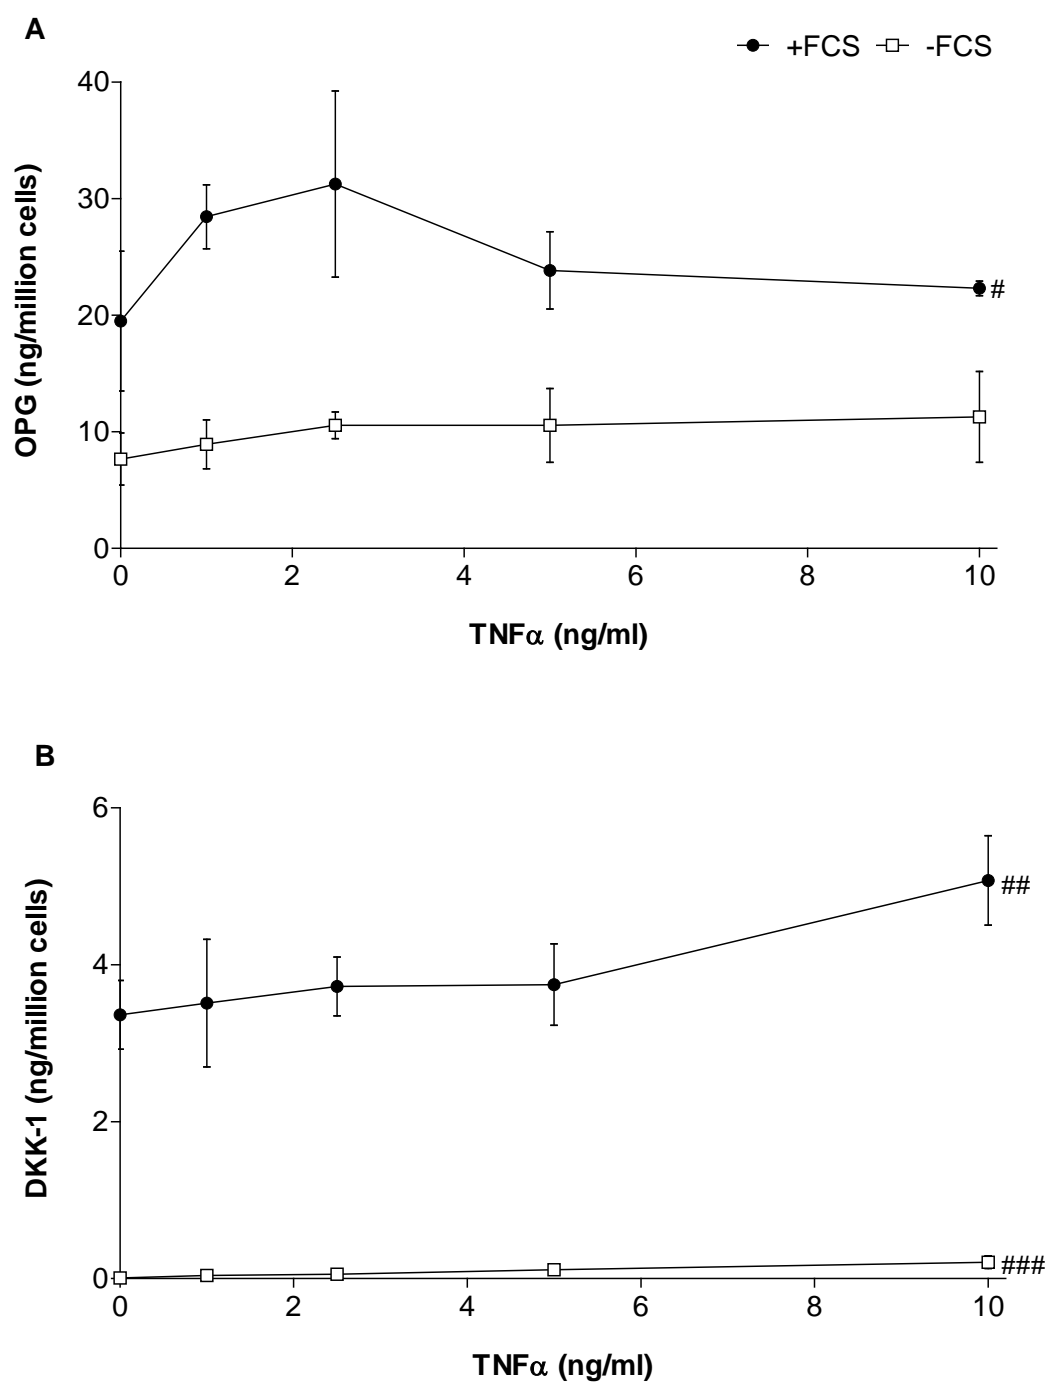 A
+FCS -FCS
40
30
20
10
0
OPG (ng/million cells)
#
0 2 4 6 8 10
TNFα (ng/ml)
B
6
4
2
0
DKK-1 (ng/million cells)
##
###
0 2 4 6 8 10
TNFα (ng/ml)